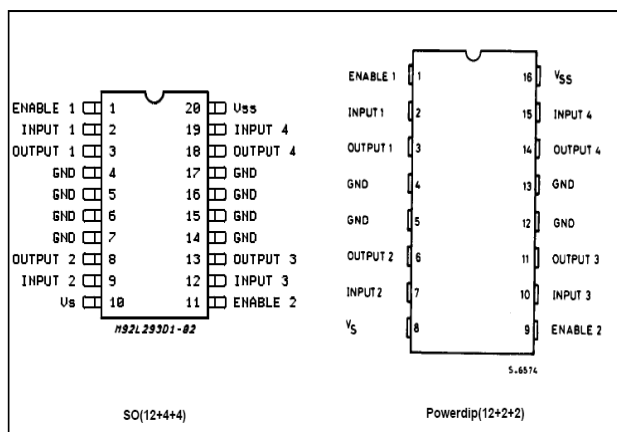 ENABLE 1 1 20 Vss
INPUT 1 2 19 INPUT 4
OUTPUT 1 3 18 OUTPUT 4
GND 4 17 GND
GND 5 16 GND
GND 6 15 GND
GND 7 14 GND
OUTPUT 2 8 13 OUTPUT 3
INPUT 2 9 12 INPUT 3
Vs 10 11 ENABLE 2
M92L293D1-02
SO(12+4+4)
ENABLE 1 1 16 VSS
INPUT 1 2 15 INPUT 4
OUTPUT 1 3 14 OUTPUT 4
GND 4 13 GND
GND 5 12 GND
OUTPUT 2 6 11 OUTPUT 3
INPUT 2 7 10 INPUT 3
VS 8 9 ENABLE 2
S-6574
Powerdip(12+2+2)